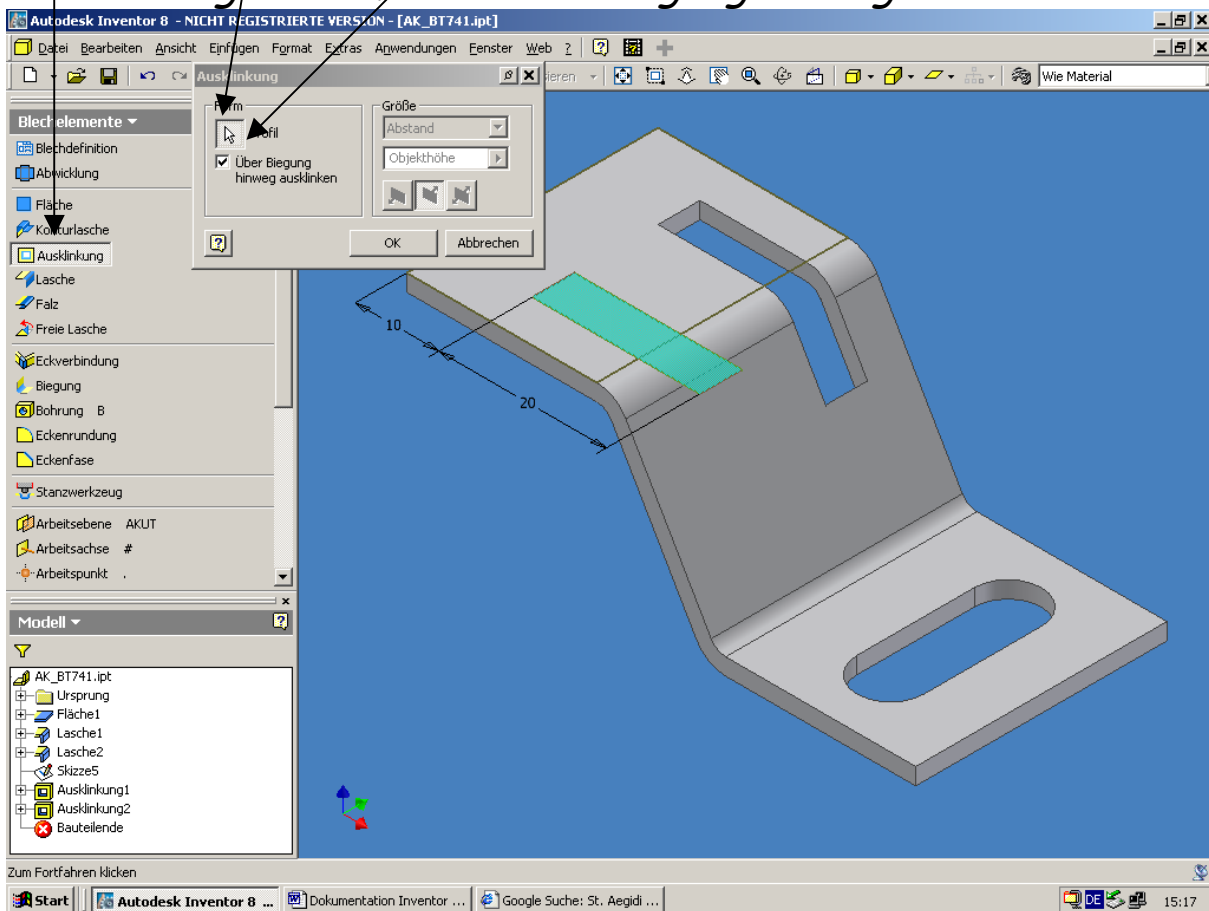 Autodesk Inventor 8 - NICHT REGISTRIERTE VERSION - [AK_BT741.ipt]
Datei Bearbeiten Ansicht Einfügen Format Extras Anwendungen Fenster Web ?
Wie Material
Ausklinkung
Form
Über Biegung
hinweg ausklinken
Größe
Abstand
Objekthöhe
OK Abbrechen
Blechelemente
Blechdefinition
Abwicklung
Fläche
Konturlasche
Ausklinkung
Lasche
Falz
Freie Lasche
Eckverbindung
Biegung
Bohrung B
Eckenrundung
Eckenfase
Stanzwerkzeug
Arbeitsebene AKUT
Arbeitsachse #
Arbeitspunkt .
10
20
Modell
AK_BT741.ipt
Ursprung
Fläche1
Lasche1
Lasche2
Skizze5
Ausklinkung1
Ausklinkung2
Bauteilende
Zum Fortfahren klicken
Start Autodesk Inventor 8 ... Dokumentation Inventor ... Google Suche: St. Aegidi ... DE 15:17